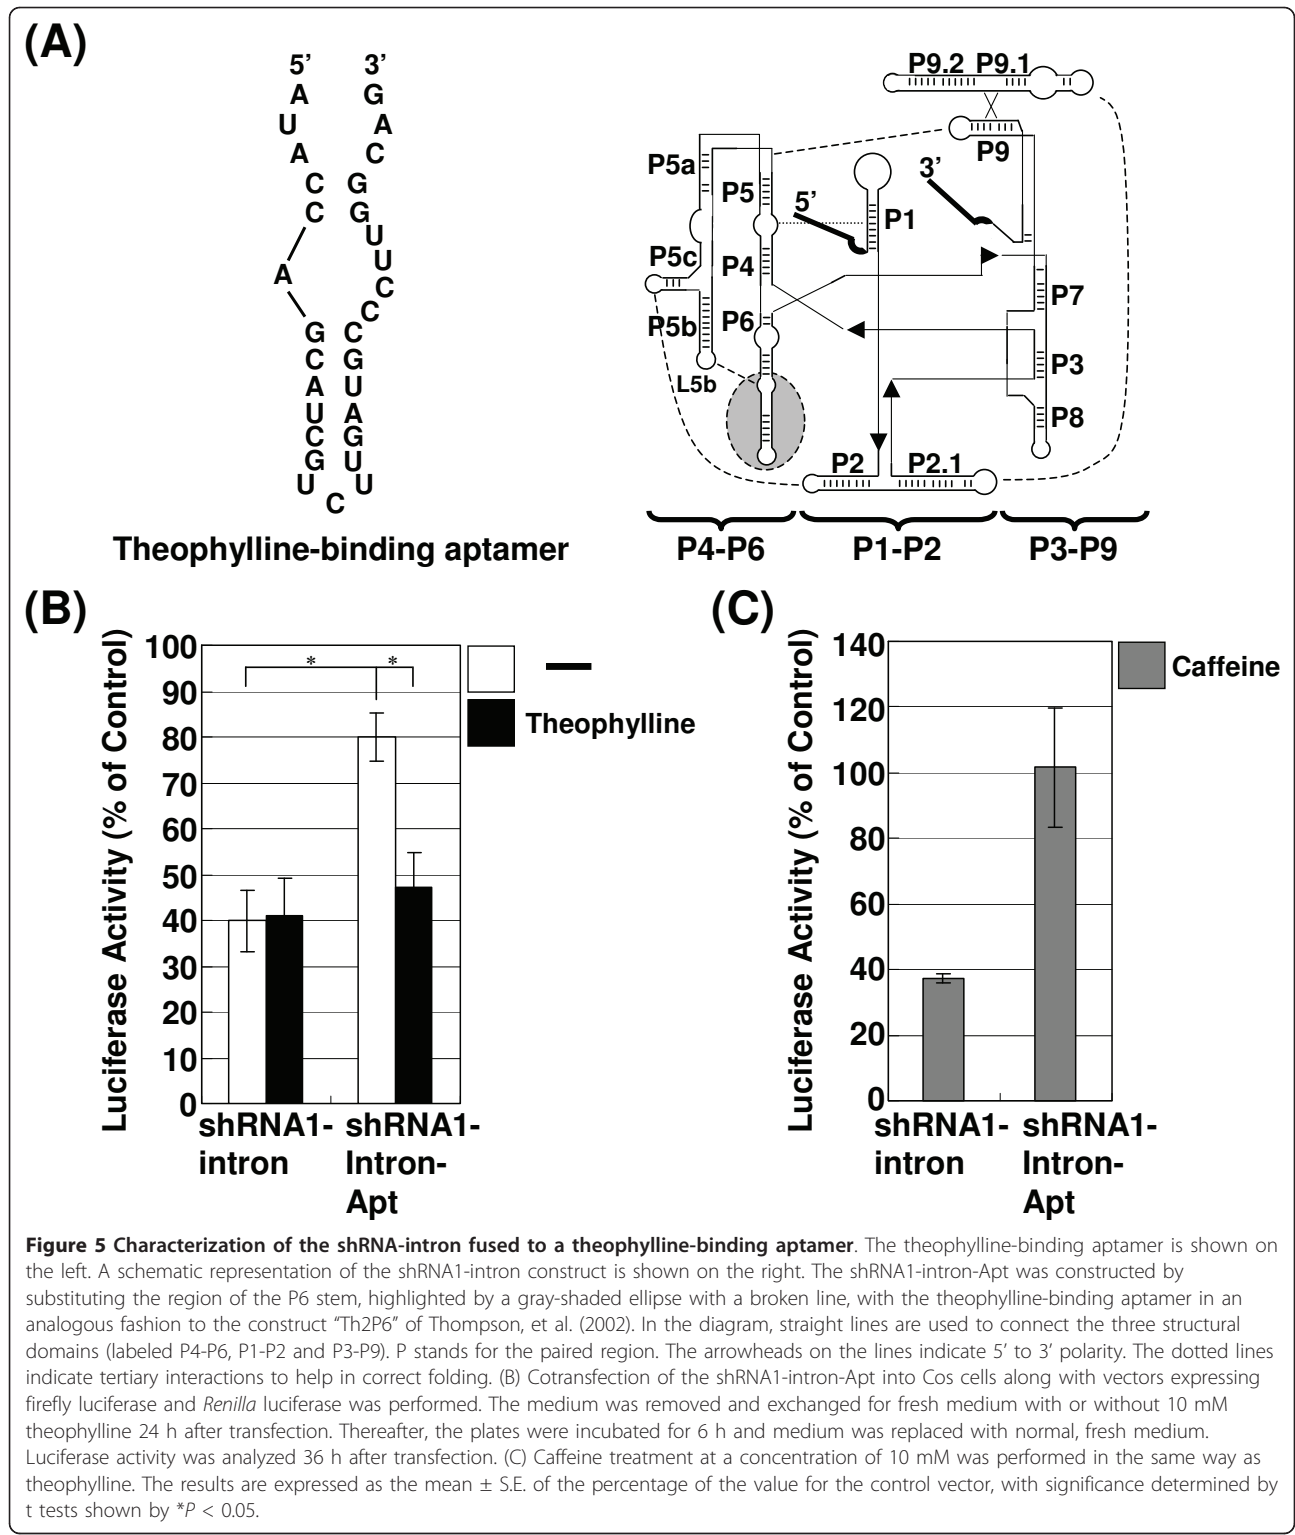 (A)
5’ 3’
A G
U A
A C
C G
C G
U
A U
C
C
G C
C G
A U
U A
C G
G U
U U
C
Theophylline-binding aptamer
P9.2 P9.1
P9
3’
P5a
P5
5’
P1
P5c
P4
P7
P5b
P6
P3
L5b
P8
P2 P2.1
P4-P6 P1-P2 P3-P9
(B)
Luciferase Activity (% of Control)
100
90
80
70
60
50
40
30
20
10
0
* *
Theophylline
shRNA1- shRNA1-
intron Intron-
Apt
(C)
Luciferase Activity (% of Control)
140
120
100
80
60
40
20
0
Caffeine
shRNA1- shRNA1-
intron Intron-
Apt
Figure 5 Characterization of the shRNA-intron fused to a theophylline-binding aptamer. The theophylline-binding aptamer is shown on
the left. A schematic representation of the shRNA1-intron construct is shown on the right. The shRNA1-intron-Apt was constructed by
substituting the region of the P6 stem, highlighted by a gray-shaded ellipse with a broken line, with the theophylline-binding aptamer in an
analogous fashion to the construct “Th2P6” of Thompson, et al. (2002). In the diagram, straight lines are used to connect the three structural
domains (labeled P4-P6, P1-P2 and P3-P9). P stands for the paired region. The arrowheads on the lines indicate 5’ to 3’ polarity. The dotted lines
indicate tertiary interactions to help in correct folding. (B) Cotransfection of the shRNA1-intron-Apt into Cos cells along with vectors expressing
firefly luciferase and Renilla luciferase was performed. The medium was removed and exchanged for fresh medium with or without 10 mM
theophylline 24 h after transfection. Thereafter, the plates were incubated for 6 h and medium was replaced with normal, fresh medium.
Luciferase activity was analyzed 36 h after transfection. (C) Caffeine treatment at a concentration of 10 mM was performed in the same way as
theophylline. The results are expressed as the mean ± S.E. of the percentage of the value for the control vector, with significance determined by
t tests shown by *P < 0.05.